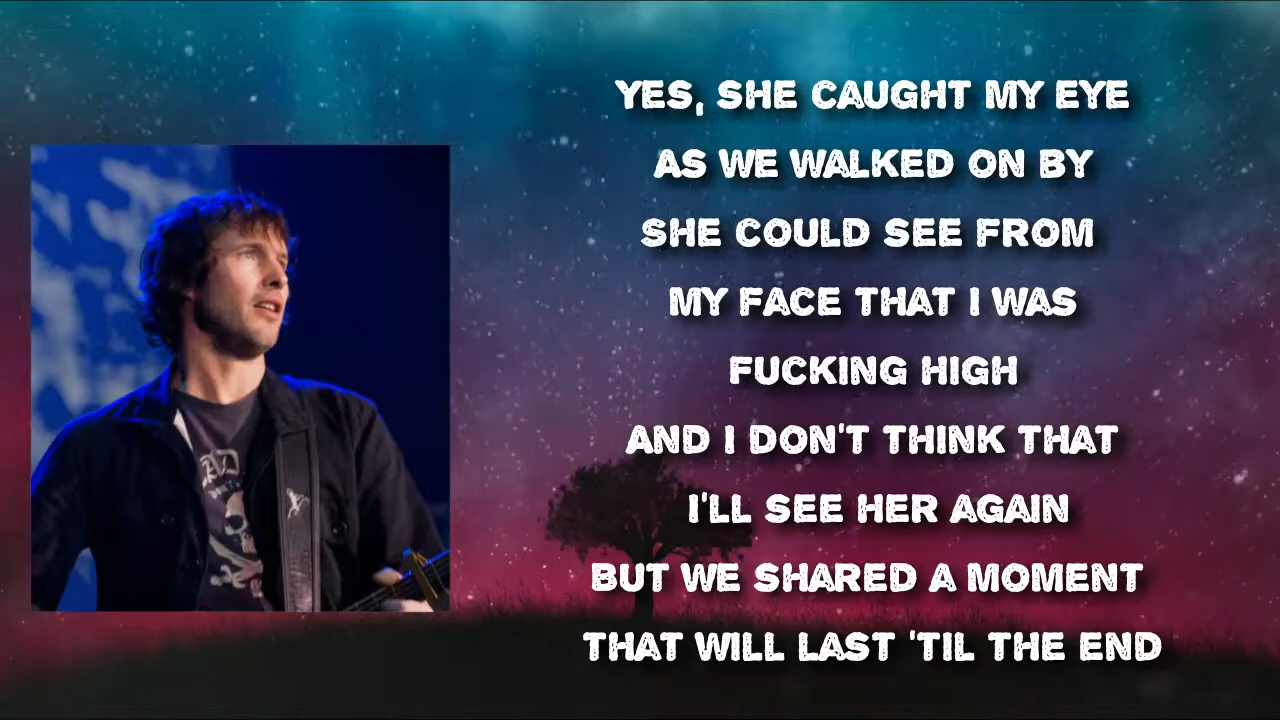 YES, SHE CAUGHT MY EYE
AS WE WALKED ON BY
SHE COULD SEE FROM
MY FACE THAT I WAS
FUCKING HIGH
AND I DON'T THINK THAT
I'LL SEE HER AGAIN
BUT WE SHARED A MOMENT
THAT WILL LAST 'TIL THE END